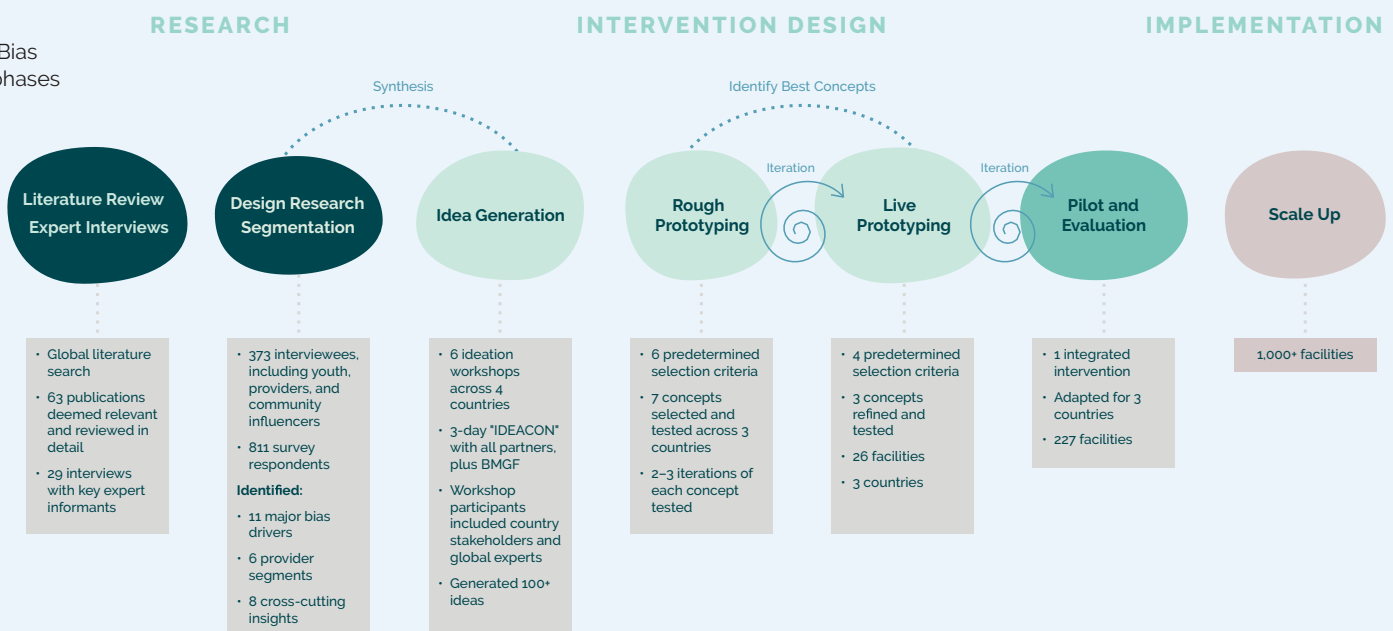 RESEARCH
INTERVENTION DESIGN
IMPLEMENTATION
Bias
phases
Synthesis
Identify Best Concepts
Iteration
Iteration
Literature Review
Expert Interviews
Design Research
Segmentation
Idea Generation
Rough
Prototyping
Live
Prototyping
Pilot and
Evaluation
Scale Up
• Global literature
search
• 63 publications
deemed relevant
and reviewed in
detail
• 29 interviews
with key expert
informants
• 373 interviewees,
including youth,
providers, and
community
influencers
• 811 survey
respondents
Identified:
• 11 major bias
drivers
• 6 provider
segments
• 8 cross-cutting
insights
• 6 ideation
workshops
across 4
countries
• 3-day "IDEACON"
with all partners,
plus BMGF
• Workshop
participants
included country
stakeholders and
global experts
• Generated 100+
ideas
• 6 predetermined
selection criteria
• 7 concepts
selected and
tested across 3
countries
• 2–3 iterations of
each concept
tested
• 4 predetermined
selection criteria
• 3 concepts
refined and
tested
• 26 facilities
• 3 countries
• 1 integrated
intervention
• Adapted for 3
countries
• 227 facilities
1,000+ facilities